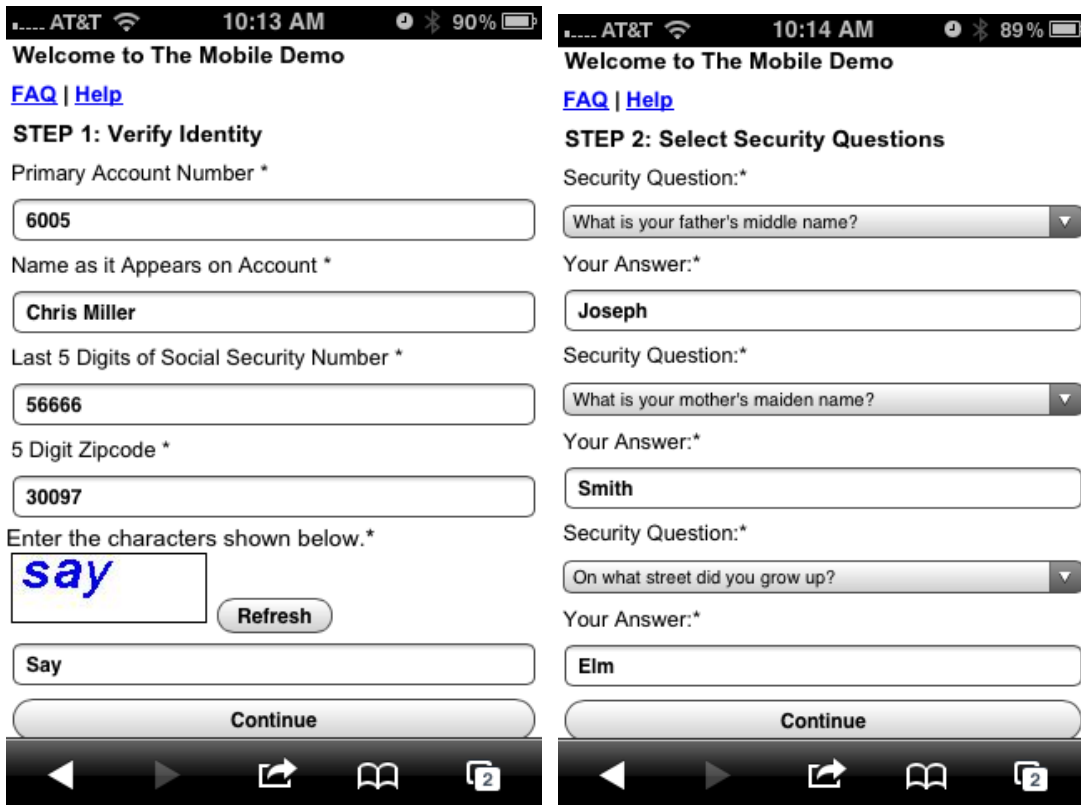 AT&T 10:13 AM 90%
Welcome to The Mobile Demo
FAQ | Help
STEP 1: Verify Identity
Primary Account Number *
6005
Name as it Appears on Account *
Chris Miller
Last 5 Digits of Social Security Number *
56666
5 Digit Zipcode *
30097
Enter the characters shown below.*
say
Refresh
Say
Continue
2
AT&T 10:14 AM 89%
Welcome to The Mobile Demo
FAQ | Help
STEP 2: Select Security Questions
Security Question:*
What is your father's middle name?
Your Answer:*
Joseph
Security Question:*
What is your mother's maiden name?
Your Answer:*
Smith
Security Question:*
On what street did you grow up?
Your Answer:*
Elm
Continue
2